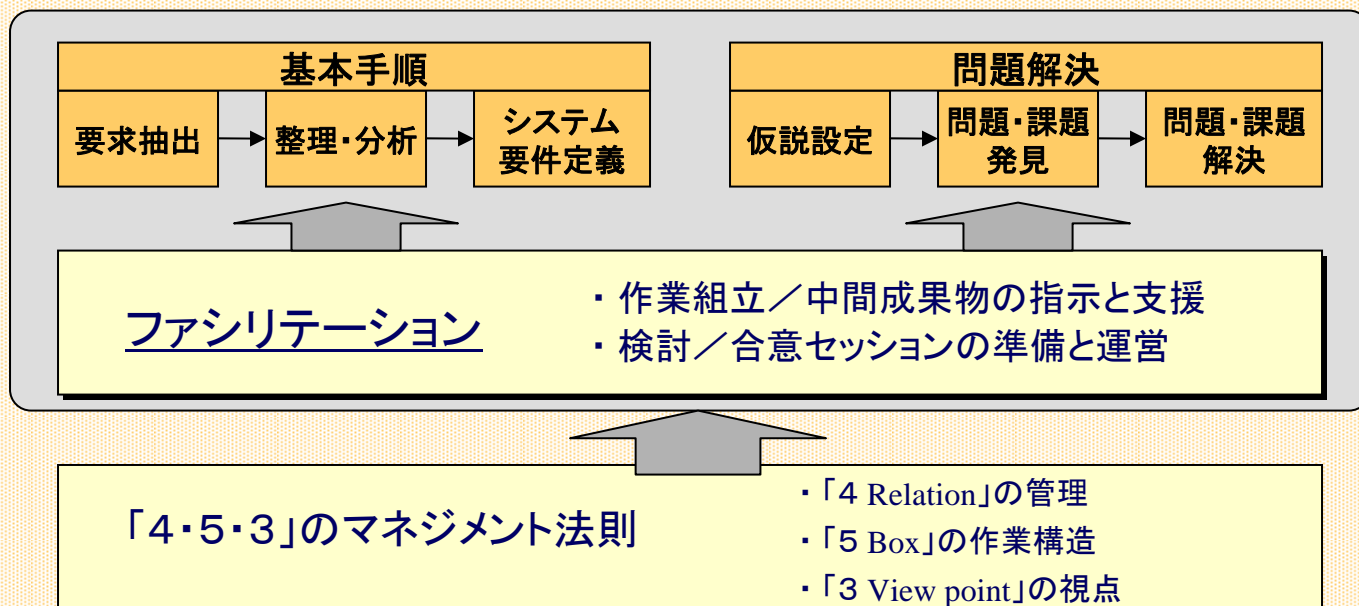 基本手順
要求抽出
整理・分析
システム
要件定義
問題解決
仮説設定
問題・課題
発見
問題・課題
解決
ファシリテーション
・ 作業組立／中間成果物の指示と支援
・ 検討／合意セッションの準備と運営
「4・5・3」のマネジメント法則
・「4 Relation」の管理
・「5 Box」の作業構造
・「3 View point」の視点